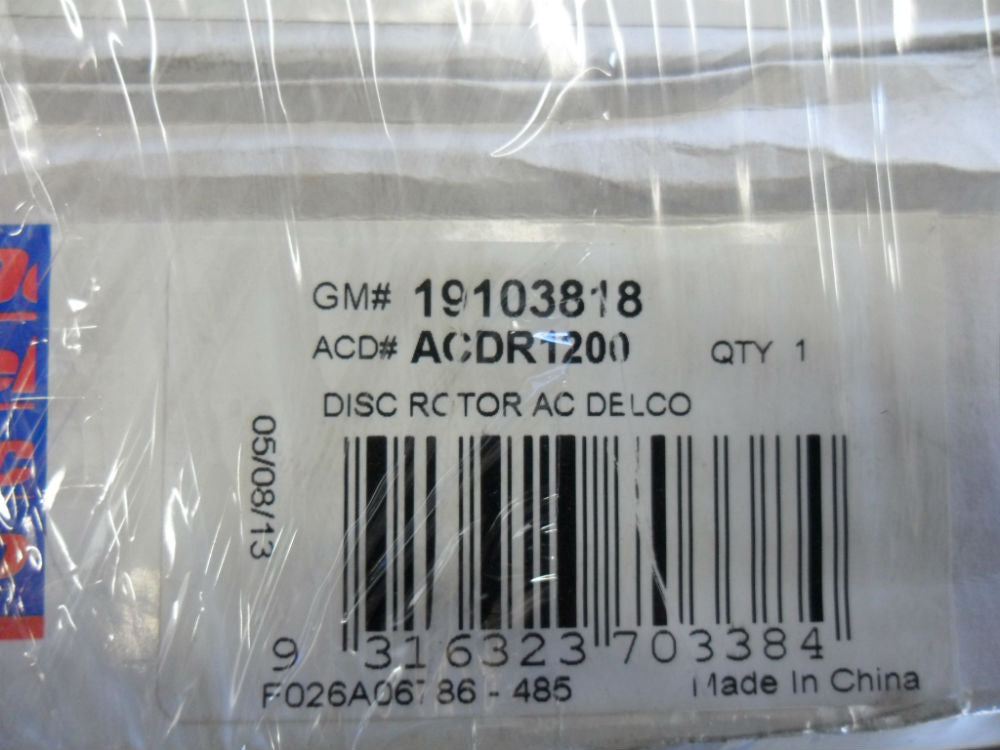 GM# 19103818
ACD# ACDR1200 QTY 1
DISC ROTOR AC DELCO
05/08/13
9 316323 703384
- 485 Made In China